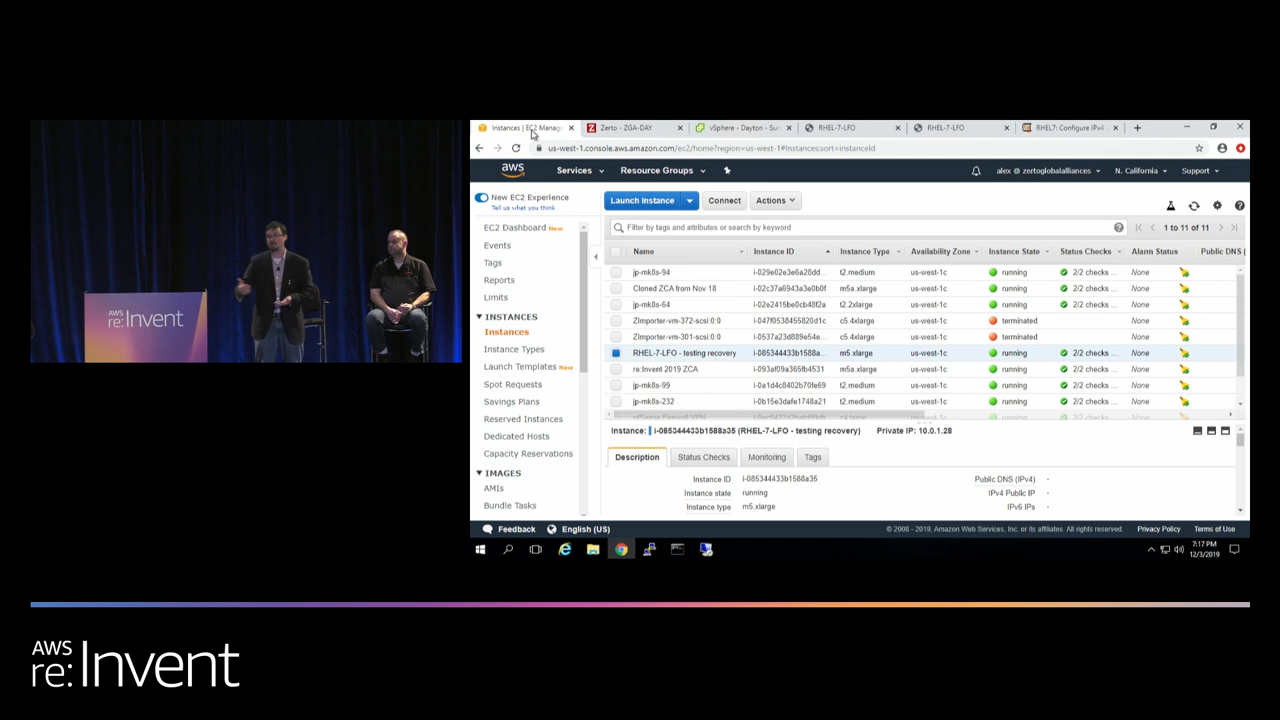 AWS
re:Invent
Instances | EC2 Manag
Zerto - ZGA-DAY
vSphere - Dayton - Su
RHEL-7-LFO
RHEL-7-LFO
RHEL7: Configure IPv4
us-west-1.console.aws.amazon.com/ec2/home?region=us-west-1#Instances:sort=instanceId
aws
Services
Resource Groups
alex @ zertoglobalalliances
N. California
Support
New EC2 Experience
Tell us what you think
Launch Instance
Connect
Actions
EC2 Dashboard New
Events
Tags
Reports
Limits
INSTANCES
Instances
Instance Types
Launch Templates New
Spot Requests
Savings Plans
Reserved Instances
Dedicated Hosts
Capacity Reservations
IMAGES
AMIs
Bundle Tasks
Filter by tags and attributes or search by keyword
1 to 11 of 11
Name Instance ID Instance Type Availability Zone Instance State Status Checks Alarm Status Public DNS (
jp-mk8s-94 i-029e02e3e6a28dd... t2.medium us-west-1c running 2/2 checks ... None
Cloned ZCA from Nov 18 i-02c37a6943a3e0b0f m5a.xlarge us-west-1c running 2/2 checks ... None
jp-mk8s-64 i-02e2415be0cb48f2a t2.2xlarge us-west-1c running 2/2 checks ... None
ZImporter-vm-372-scsi:0:0 i-047f0538455820d1c c5.4xlarge us-west-1c terminated None
ZImporter-vm-301-scsi:0:0 i-0537a23d889e54e... c5.4xlarge us-west-1c terminated None
RHEL-7-LFO - testing recovery i-085344433b1588a... m5.xlarge us-west-1c running 2/2 checks ... None
re:Invent 2019 ZCA i-093af09a365fb4531 m5a.xlarge us-west-1c running 2/2 checks ... None
jp-mk8s-99 i-0a1d4c8402b70fe69 t2.medium us-west-1c running 2/2 checks ... None
jp-mk8s-232 i-0b15e3dafe1748a21 t2.medium us-west-1c running 2/2 checks ... None
Instance: i-085344433b1588a35 (RHEL-7-LFO - testing recovery) Private IP: 10.0.1.28
Description
Status Checks
Monitoring
Tags
Instance ID i-085344433b1588a35 Public DNS (IPv4) -
Instance state running IPv4 Public IP -
Instance type m5.xlarge IPv6 IPs -
Feedback
English (US)
© 2008 - 2019, Amazon Web Services, Inc. or its affiliates. All rights reserved.
Privacy Policy
Terms of Use
7:17 PM
12/3/2019
AWS
re:Invent